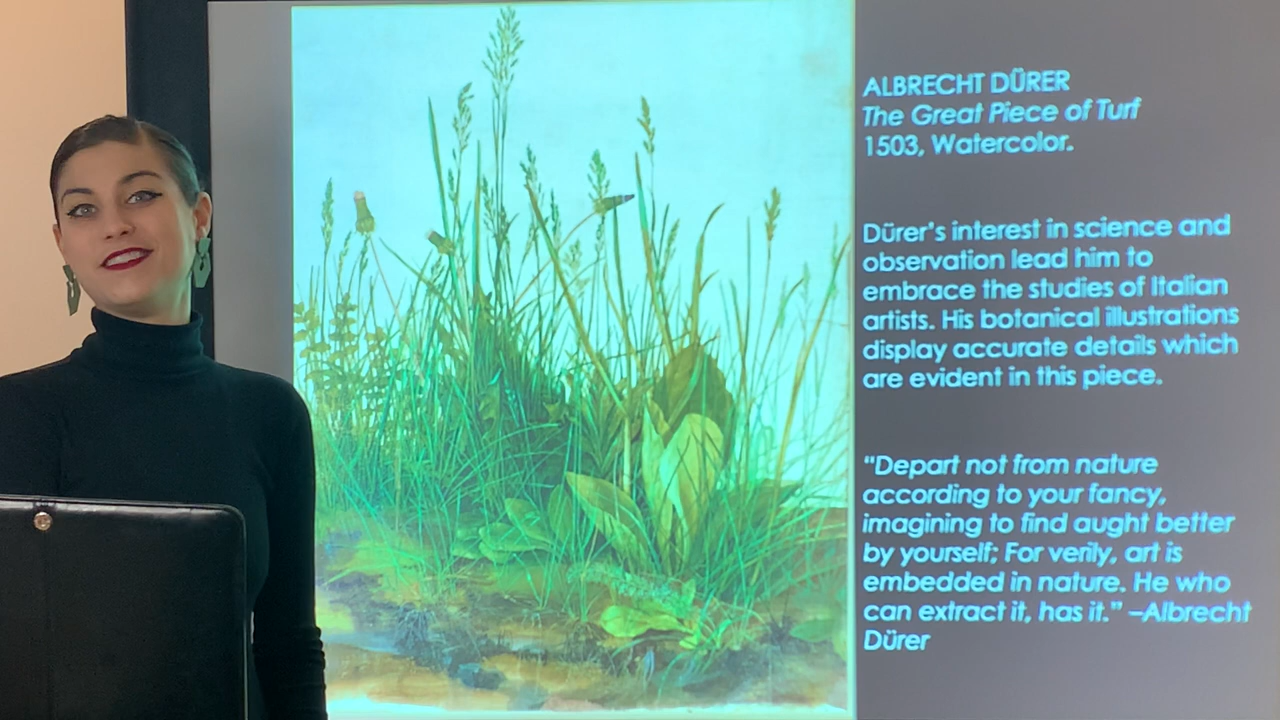 ALBRECHT DÜRER
The Great Piece of Turf
1503, Watercolor.
Dürer's interest in science and
observation lead him to
embrace the studies of Italian
artists. His botanical illustrations
display accurate details which
are evident in this piece.
"Depart not from nature
according to your fancy,
imagining to find aught better
by yourself; For verily, art is
embedded in nature. He who
can extract it, has it." –Albrecht
Dürer